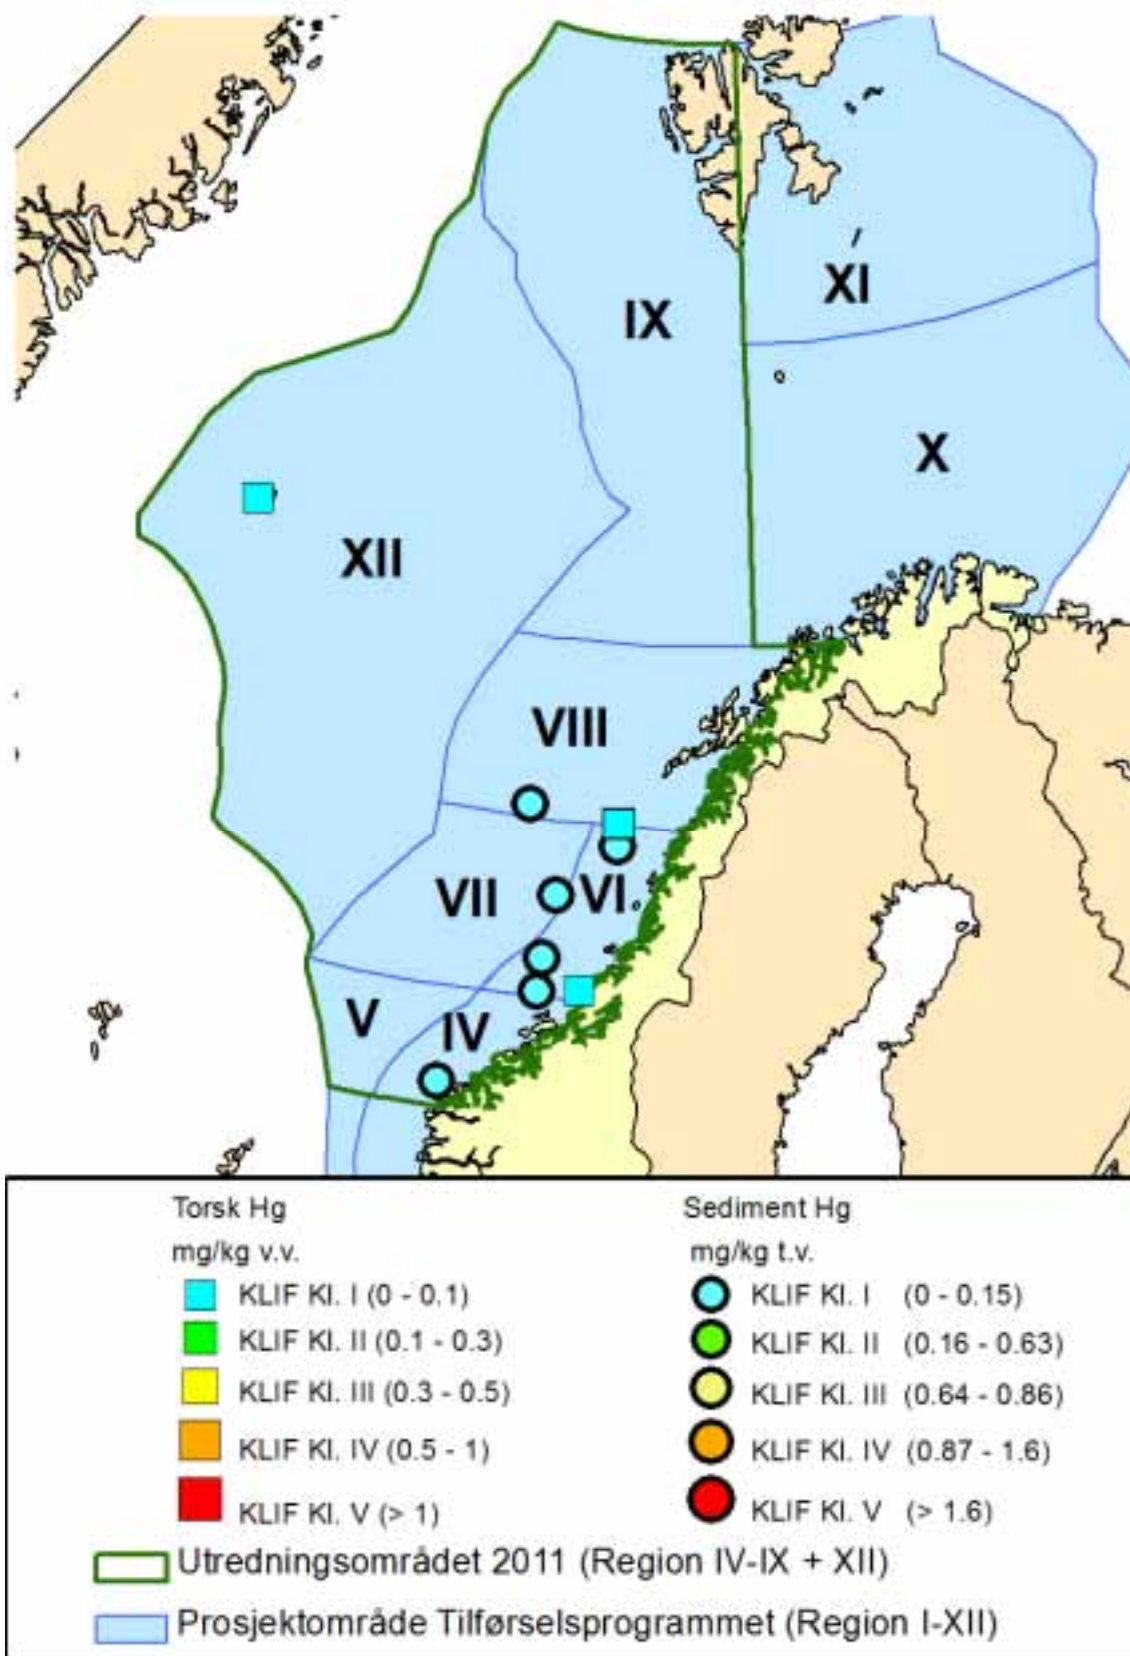 XI
IX
X
XII
VIII
VII
VI
V
IV
Torsk Hg
mg/kg v.v.
KLIF Kl. I (0 - 0.1)
KLIF Kl. II (0.1 - 0.3)
KLIF Kl. III (0.3 - 0.5)
KLIF Kl. IV (0.5 - 1)
KLIF Kl. V (> 1)
Sediment Hg
mg/kg t.v.
KLIF Kl. I (0 - 0.15)
KLIF Kl. II (0.16 - 0.63)
KLIF Kl. III (0.64 - 0.86)
KLIF Kl. IV (0.87 - 1.6)
KLIF Kl. V (> 1.6)
Utredningsområdet 2011 (Region IV-IX + XII)
Prosjektområde Tilførselsprogrammet (Region I-XII)